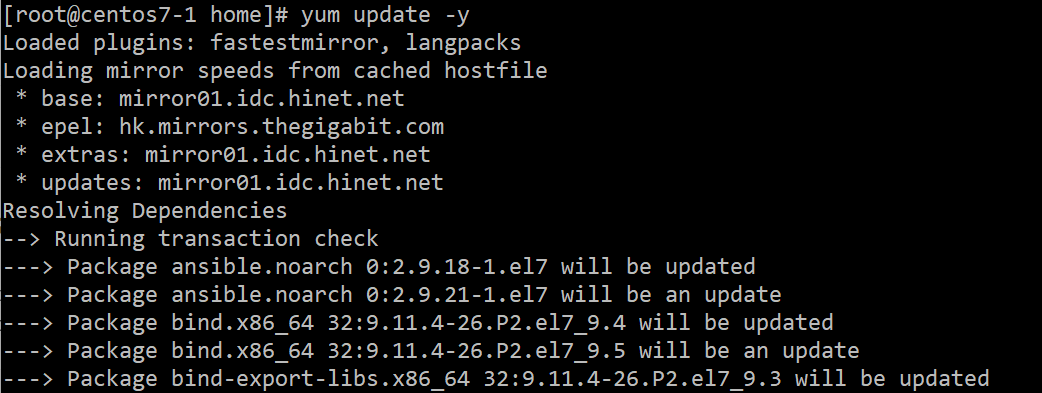 [root@centos7-1 home]# yum update -y
Loaded plugins: fastestmirror, langpacks
Loading mirror speeds from cached hostfile
 * base: mirror01.idc.hinet.net
 * epel: hk.mirrors.thegigabit.com
 * extras: mirror01.idc.hinet.net
 * updates: mirror01.idc.hinet.net
Resolving Dependencies
--> Running transaction check
---> Package ansible.noarch 0:2.9.18-1.el7 will be updated
---> Package ansible.noarch 0:2.9.21-1.el7 will be an update
---> Package bind.x86_64 32:9.11.4-26.P2.el7_9.4 will be updated
---> Package bind.x86_64 32:9.11.4-26.P2.el7_9.5 will be an update
---> Package bind-export-libs.x86_64 32:9.11.4-26.P2.el7_9.3 will be updated